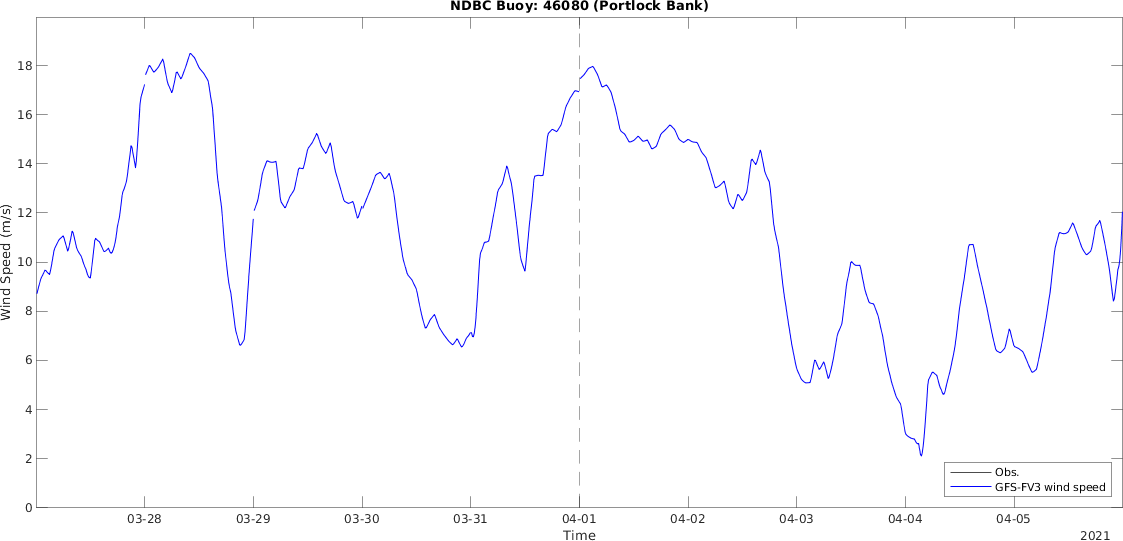 NDBC Buoy: 46080 (Portlock Bank)
18
16
14
12
10
8
6
4
2
0
Wind Speed (m/s)
Obs.
GFS-FV3 wind speed
03-28 03-29 03-30 03-31 04-01 04-02 04-03 04-04 04-05
Time
2021